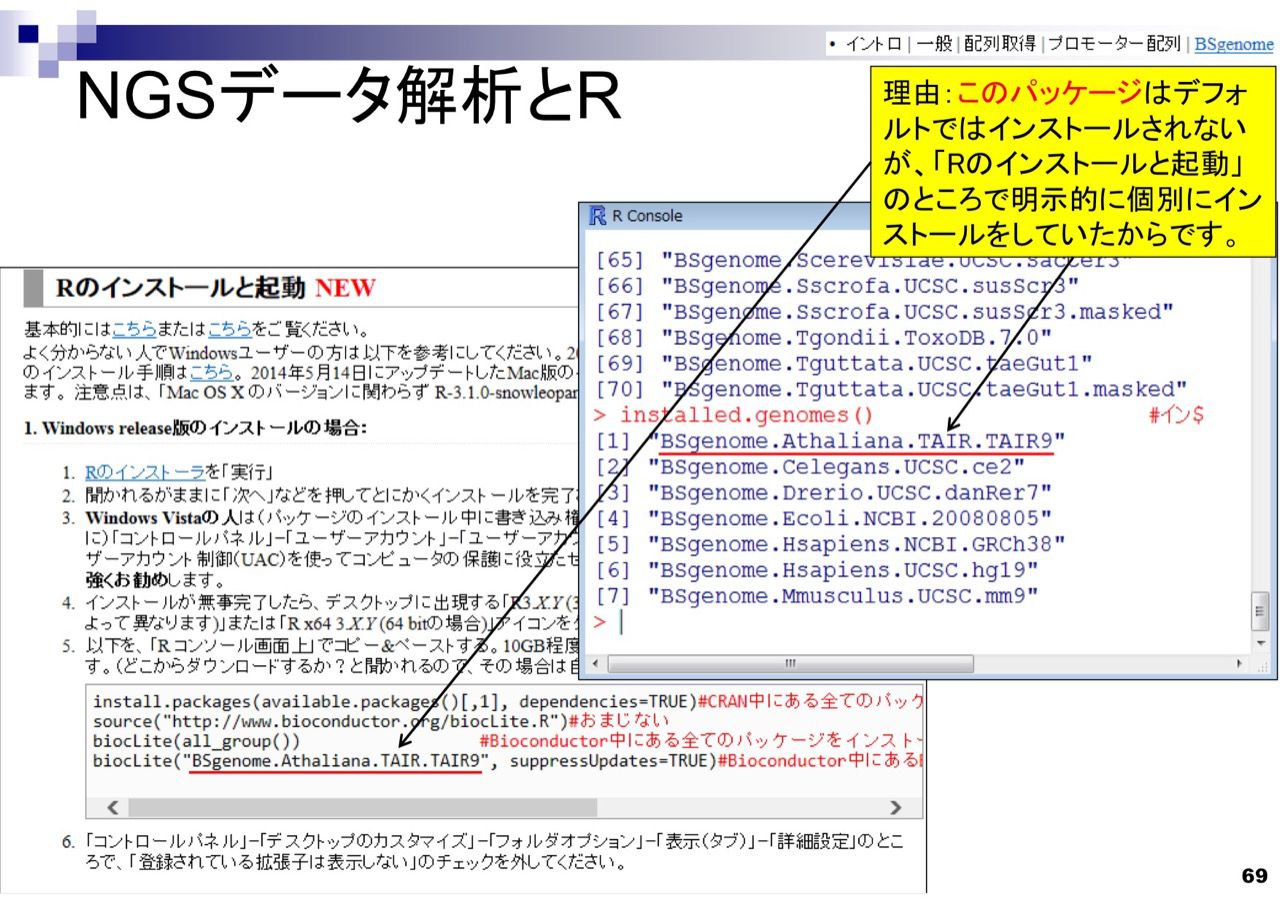 • イントロ | 一般 | 配列取得 | プロモーター配列 | BSgenome
NGSデータ解析とR
理由：このパッケージはデフォ
ルトではインストールされない
が、「Rのインストールと起動」
のところで明示的に個別にイン
ストールをしていたからです。
R Console
[65] "BSgenome.Scerevisiae.UCSC.sacCer3"
[66] "BSgenome.Sscrofa.UCSC.susScr3"
[67] "BSgenome.Sscrofa.UCSC.susScr3.masked"
[68] "BSgenome.Tgondii.ToxoDB.7.0"
[69] "BSgenome.Tguttata.UCSC.taeGut1"
[70] "BSgenome.Tguttata.UCSC.taeGut1.masked"
> installed.genomes() #イン$
[1] "BSgenome.Athaliana.TAIR.TAIR9"
[2] "BSgenome.Celegans.UCSC.ce2"
[3] "BSgenome.Drerio.UCSC.danRer7"
[4] "BSgenome.Ecoli.NCBI.20080805"
[5] "BSgenome.Hsapiens.NCBI.GRCh38"
[6] "BSgenome.Hsapiens.UCSC.hg19"
[7] "BSgenome.Mmusculus.UCSC.mm9"
>
Rのインストールと起動 NEW
基本的にはこちらまたはこちらをご覧ください。
よく分からない人でWindowsユーザーの方は以下を参考にしてください。2
のインストール手順はこちら。2014年5月14日にアップデートしたMac版の
ます。注意点は、「Mac OS X のバージョンに関わらず R-3.1.0-snowleopar
1. Windows release版のインストールの場合:
1. Rのインストーラを「実行」
2. 聞かれるがままに「次へ」などを押してとにかくインストールを完了
3. Windows Vistaの人は(パッケージのインストール中に書き込み権
に)「コントロールパネル」-「ユーザーアカウント」-「ユーザーアカウ
ザーアカウント制御(UAC)を使ってコンピュータの保護に役立たせ
強くお勧めします。
4. インストールが無事完了したら、デスクトップに出現する「R3.X.Y (3
よって異なります)」または「R x64 3.X.Y (64 bitの場合)」アイコンを
5. 以下を、「R コンソール画面上」でコピー&ペーストする。10GB程度
す。(どこからダウンロードするか？と聞かれるので、その場合は自
install.packages(available.packages()[,1], dependencies=TRUE)#CRAN中にある全てのパック
source("http://www.bioconductor.org/biocLite.R")#おまじない
biocLite(all_group()) #Bioconductor中にある全てのパッケージをインスト
biocLite("BSgenome.Athaliana.TAIR.TAIR9", suppressUpdates=TRUE)#Bioconductor中にある
6. 「コントロールパネル」-「デスクトップのカスタマイズ」-「フォルダオプション」-「表示(タブ)」-「詳細設定」のとこ
ろで、「登録されている拡張子は表示しない」のチェックを外してください。
69